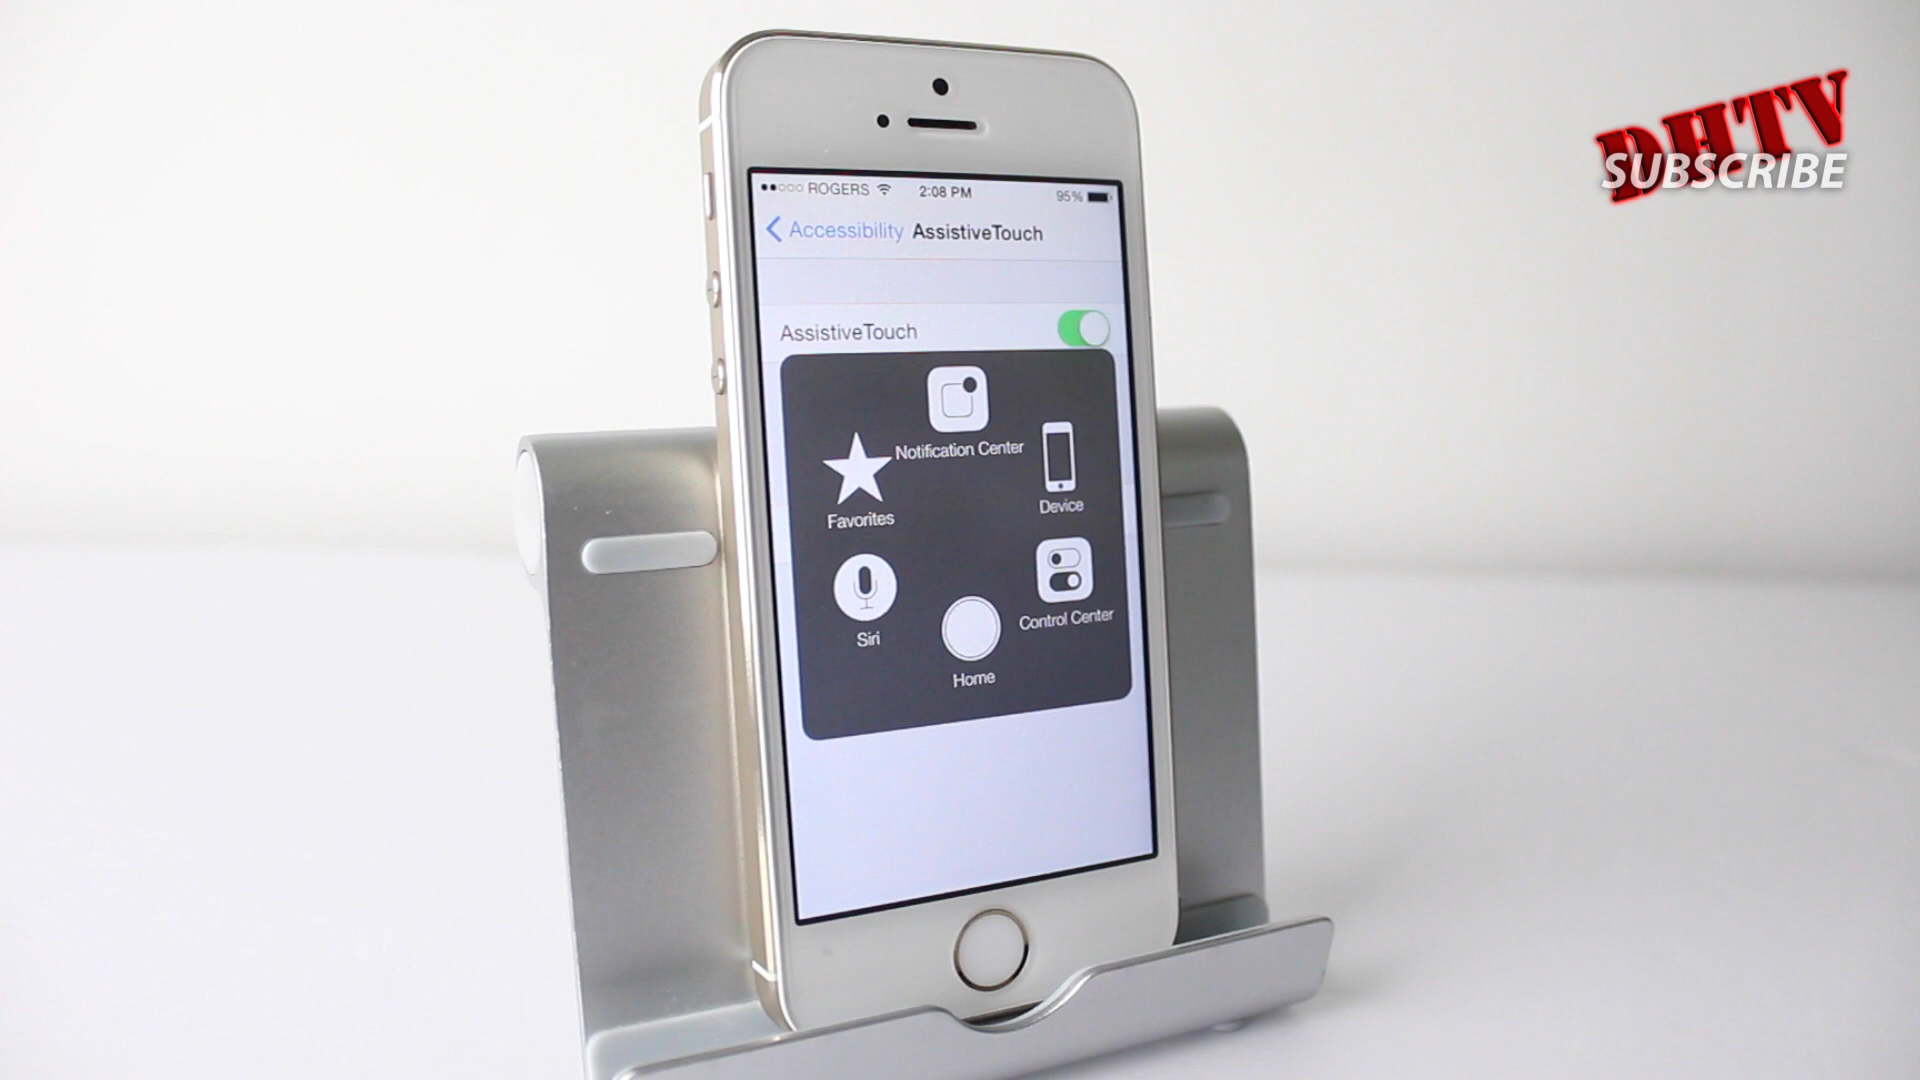 DHTV
SUBSCRIBE
ROGERS 2:08 PM 95%
Accessibility AssistiveTouch
AssistiveTouch
Notification Center
Favorites
Device
Siri
Control Center
Home